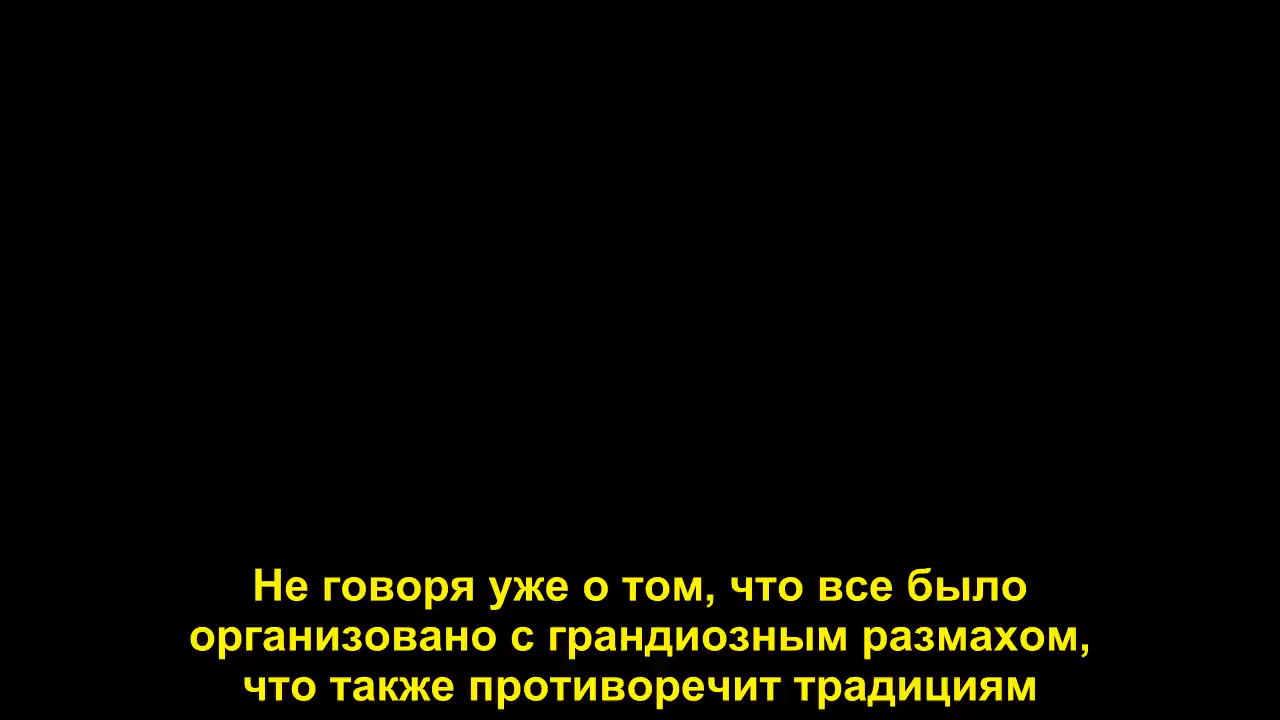 Не говоря уже о том, что все было
организовано с грандиозным размахом,
что также противоречит традициям